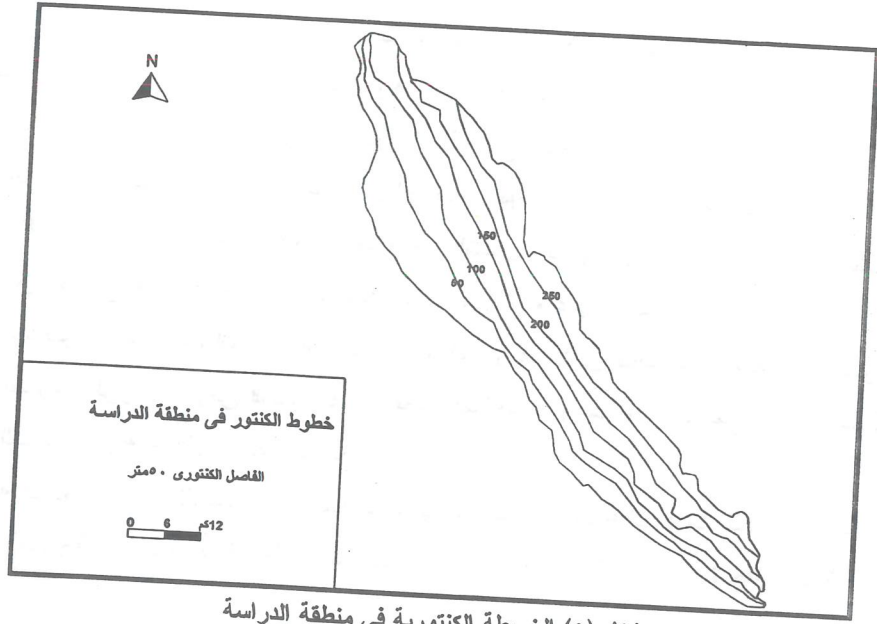 N
150
100
50
250
200
خطوط الكنتور فى منطقة الدراسة
الفاصل الكنتورى ٥٠متر
0 6 12كم
الخريطة الكنتورية فى منطقة الدراسة